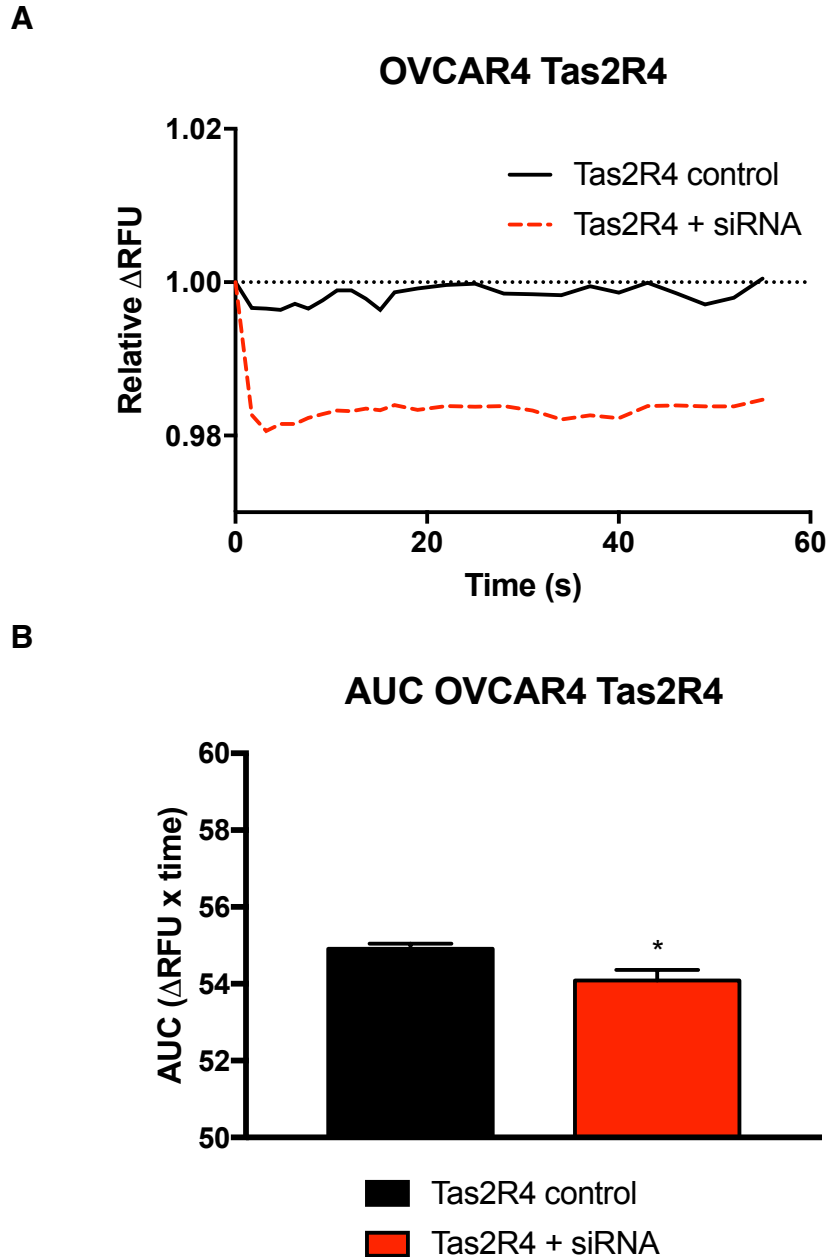 A
OVCAR4 Tas2R4
1.02
1.00
0.98
Relative ΔRFU
Tas2R4 control
Tas2R4 + siRNA
0 20 40 60
Time (s)
B
AUC OVCAR4 Tas2R4
60
58
56
54
52
50
AUC (ΔRFU x time)
*
Tas2R4 control
Tas2R4 + siRNA